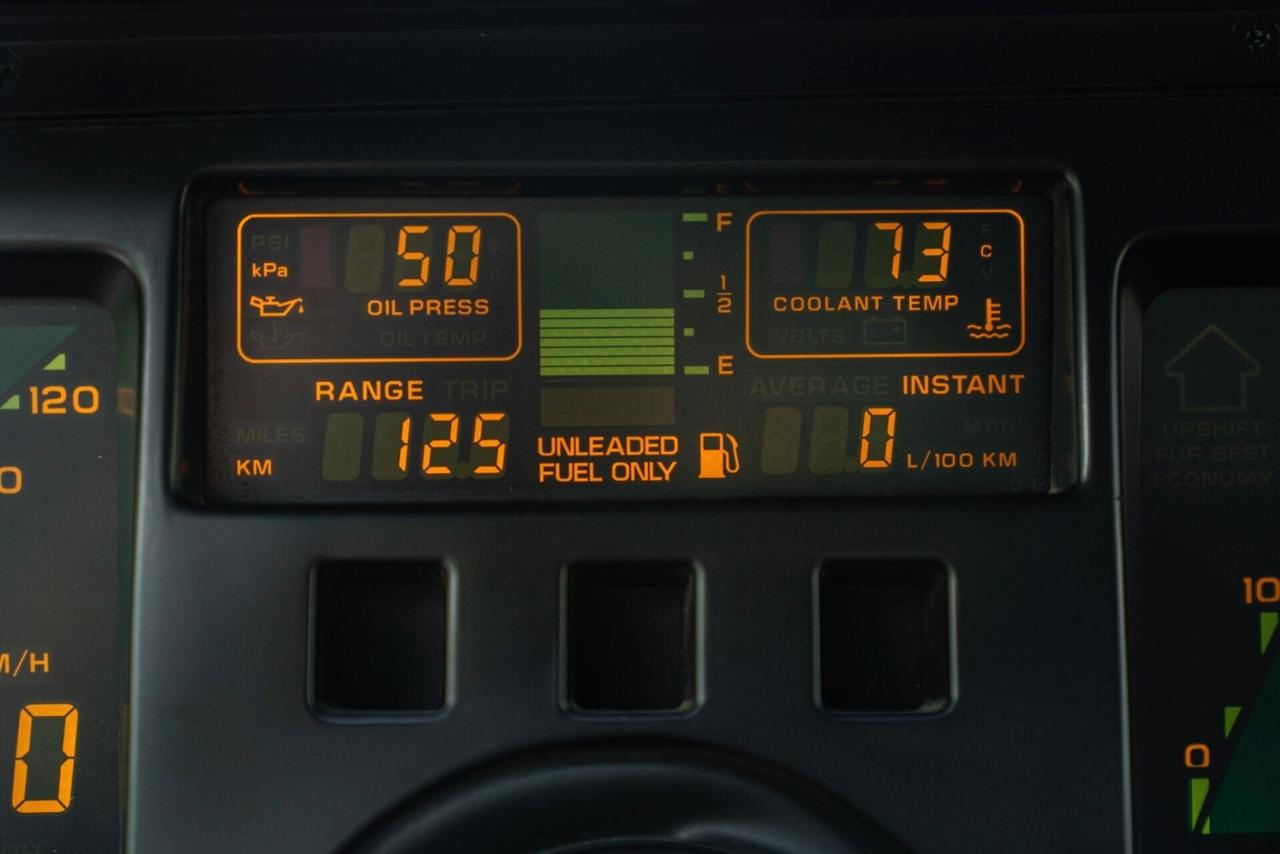 PSI
kPa
50
OIL PRESS
OIL TEMP
F
1/2
E
73
F
C
V
COOLANT TEMP
VOLTS
RANGE TRIP
MILES
KM
125
UNLEADED
FUEL ONLY
AVERAGE INSTANT
MPG
0 L/100 KM
120
0
M/H
0
UPSHIFT
FOR BEST
ECONOMY
10
0